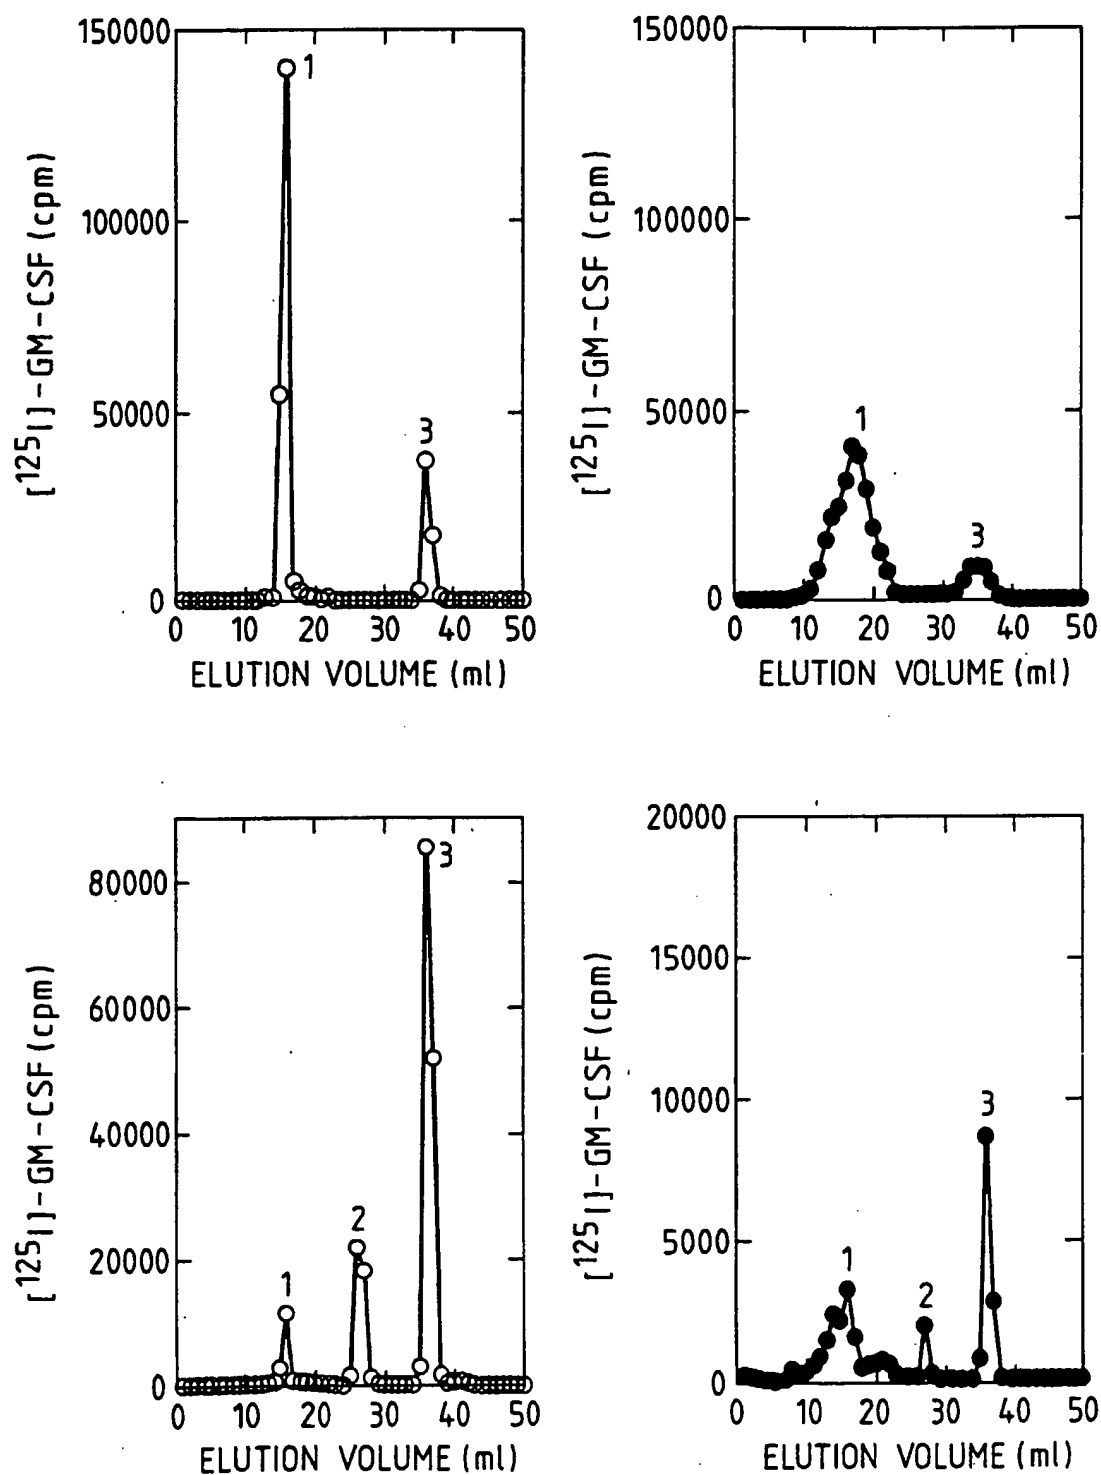 150000
100000
50000
0
[125I]-GM-CSF (cpm)
1
3
0 10 20 30 40 50
ELUTION VOLUME (ml)
150000
100000
50000
0
[125I]-GM-CSF (cpm)
1
3
0 10 20 30 40 50
ELUTION VOLUME (ml)
80000
60000
40000
20000
0
[125I]-GM-CSF (cpm)
1
2
3
0 10 20 30 40 50
ELUTION VOLUME (ml)
20000
15000
10000
5000
0
[125I]-GM-CSF (cpm)
1
2
3
0 10 20 30 40 50
ELUTION VOLUME (ml)